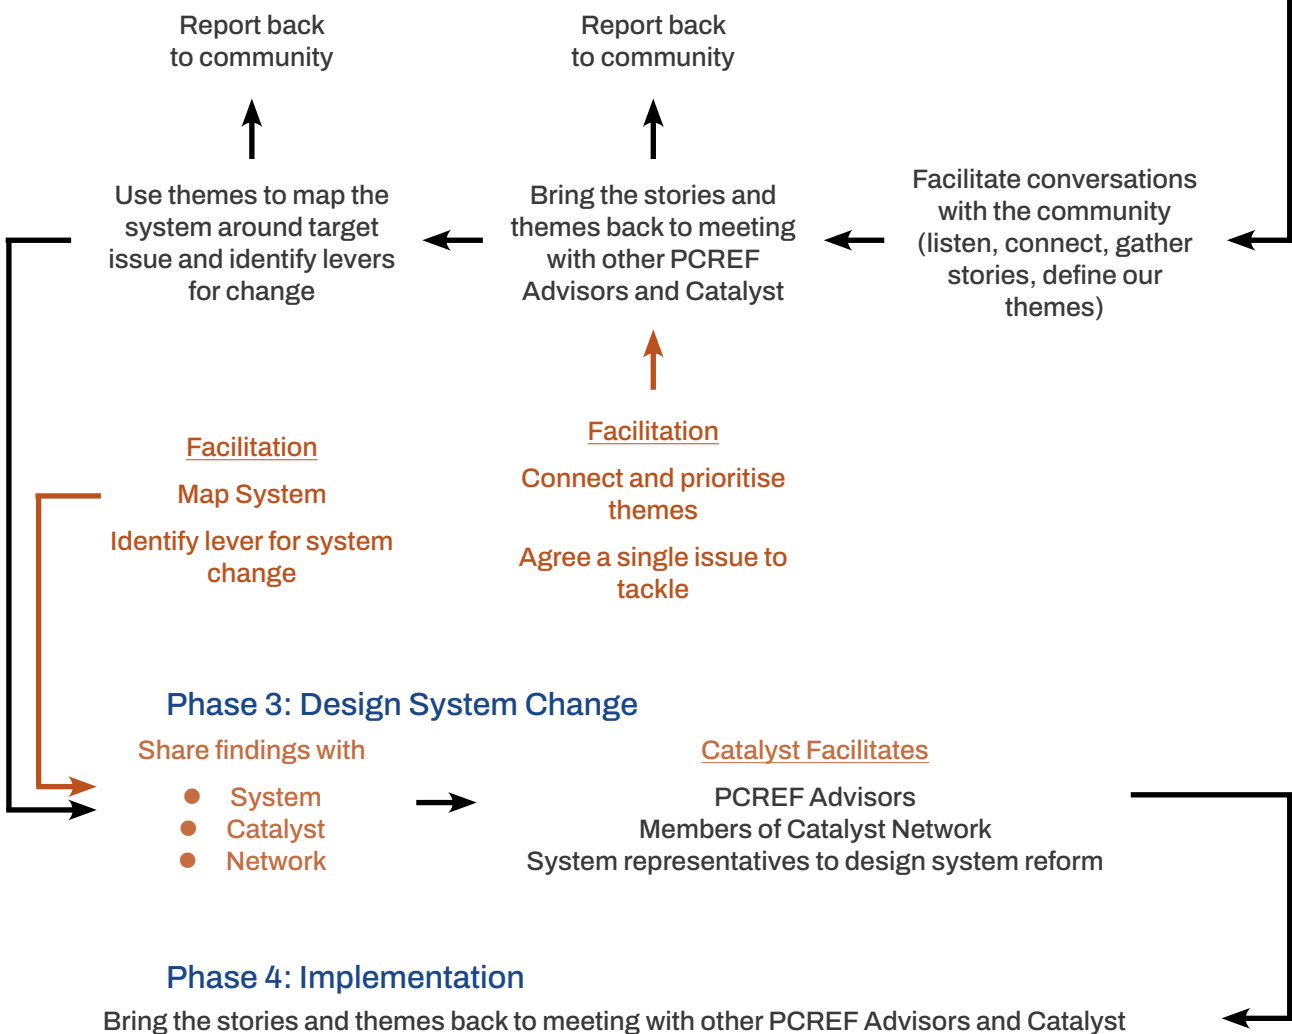 Report back
to community
Report back
to community
Use themes to map the
system around target
issue and identify levers
for change
Bring the stories and
themes back to meeting
with other PCREF
Advisors and Catalyst
Facilitate conversations
with the community
(listen, connect, gather
stories, define our
themes)
Facilitation
Map System
Identify lever for system
change
Facilitation
Connect and prioritise
themes
Agree a single issue to
tackle
Phase 3: Design System Change
Share findings with
● System
● Catalyst
● Network
Catalyst Facilitates
PCREF Advisors
Members of Catalyst Network
System representatives to design system reform
Phase 4: Implementation
Bring the stories and themes back to meeting with other PCREF Advisors and Catalyst